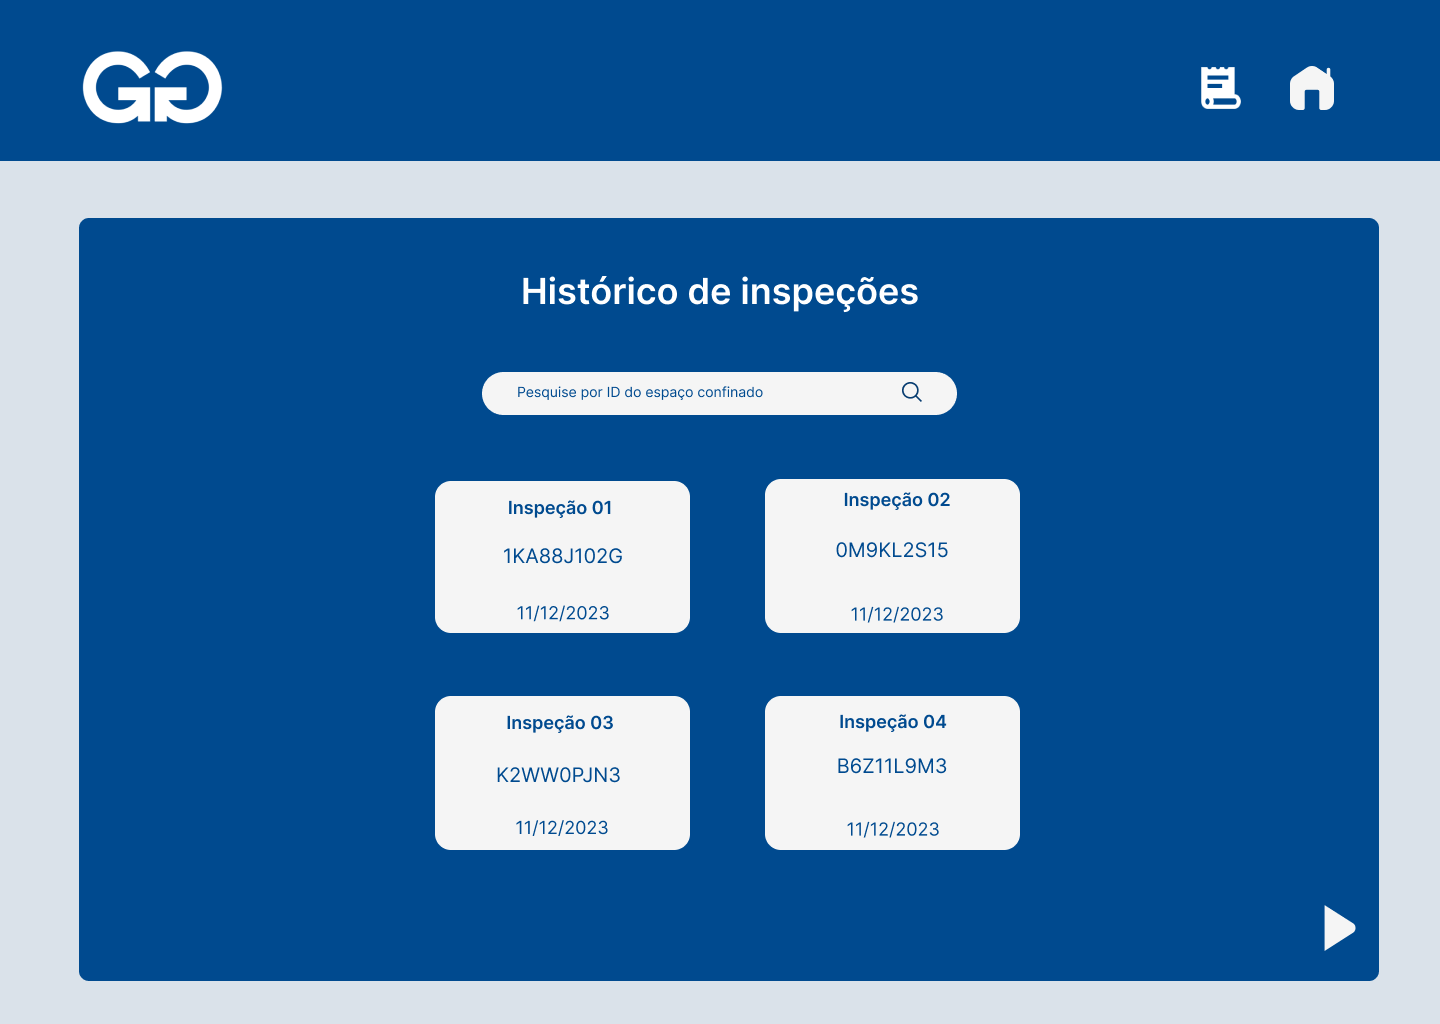 GG
Histórico de inspeções
Pesquise por ID do espaço confinado
Inspeção 01
1KA88J102G
11/12/2023
Inspeção 02
0M9KL2S15
11/12/2023
Inspeção 03
K2WW0PJN3
11/12/2023
Inspeção 04
B6Z11L9M3
11/12/2023